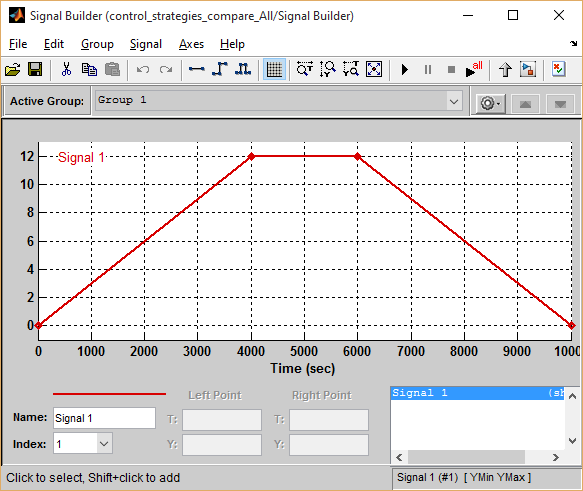 Signal Builder (control_strategies_compare_All/Signal Builder)
File Edit Group Signal Axes Help
all
Active Group: Group 1
Signal 1
12
10
8
6
4
2
0
0 1000 2000 3000 4000 5000 6000 7000 8000 9000 1000
Time (sec)
Left Point Right Point
Name: Signal 1 T: T:
Index: 1 Y: Y:
Signal 1 (sh
Click to select, Shift+click to add
Signal 1 (#1) [ YMin YMax ]